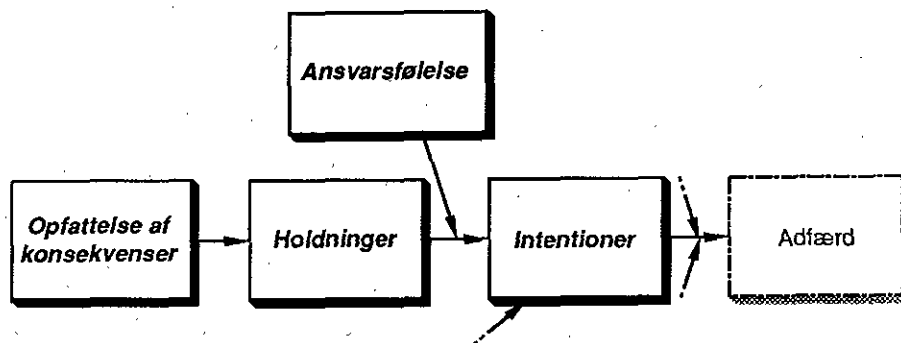 Ansvarsfølelse
Opfattelse af
konsekvenser
Holdninger
Intentioner
Adfærd